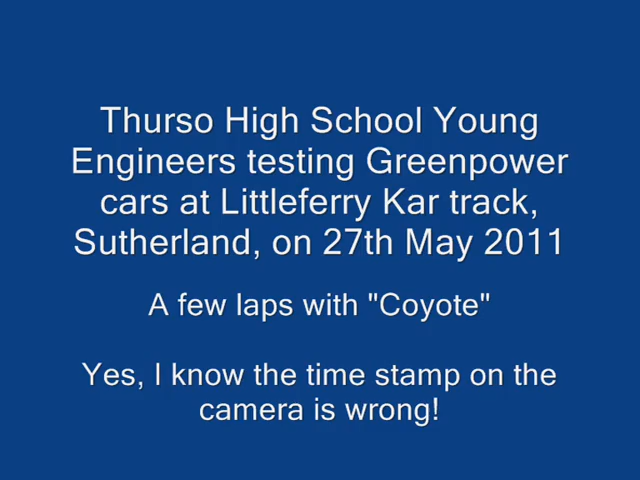 Thurso High School Young
Engineers testing Greenpower
cars at Littleferry Kar track,
Sutherland, on 27th May 2011
A few laps with "Coyote"
Yes, I know the time stamp on the
camera is wrong!